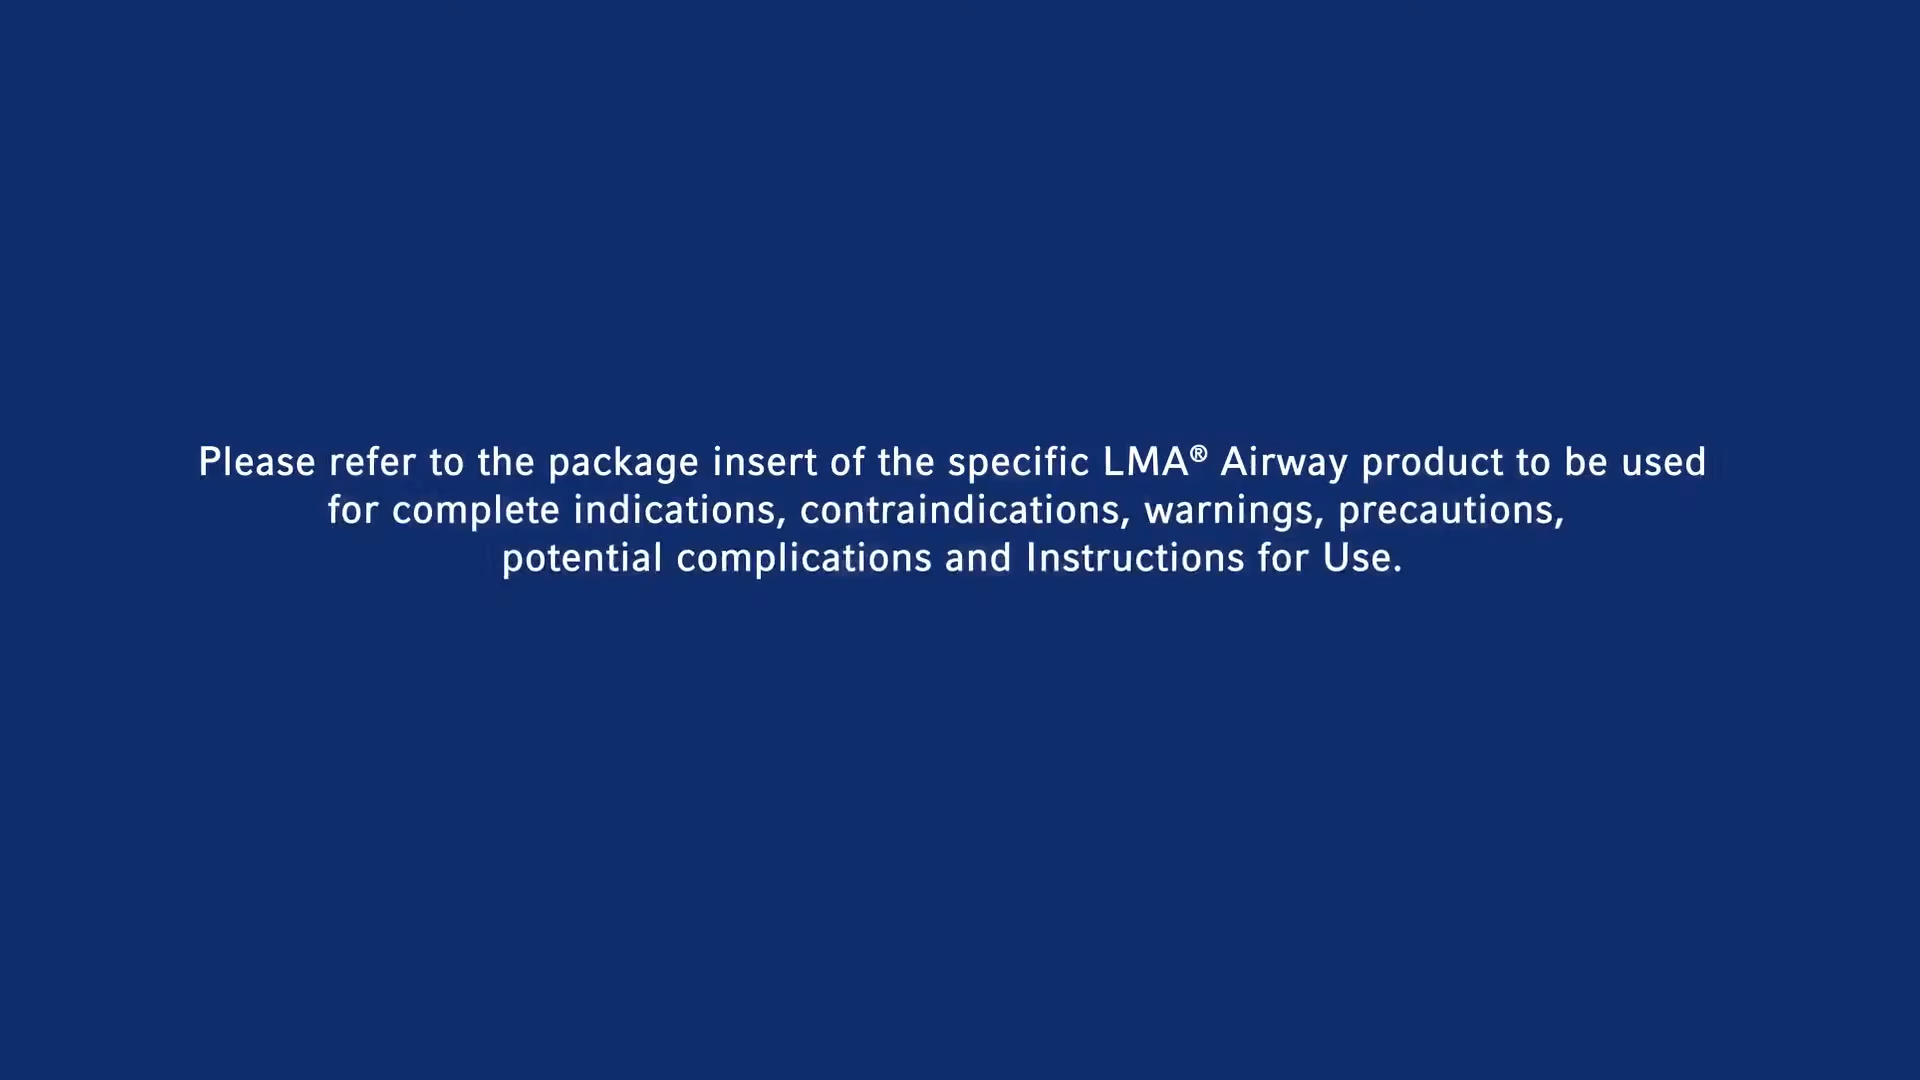 Please refer to the package insert of the specific LMA® Airway product to be used
for complete indications, contraindications, warnings, precautions,
potential complications and Instructions for Use.